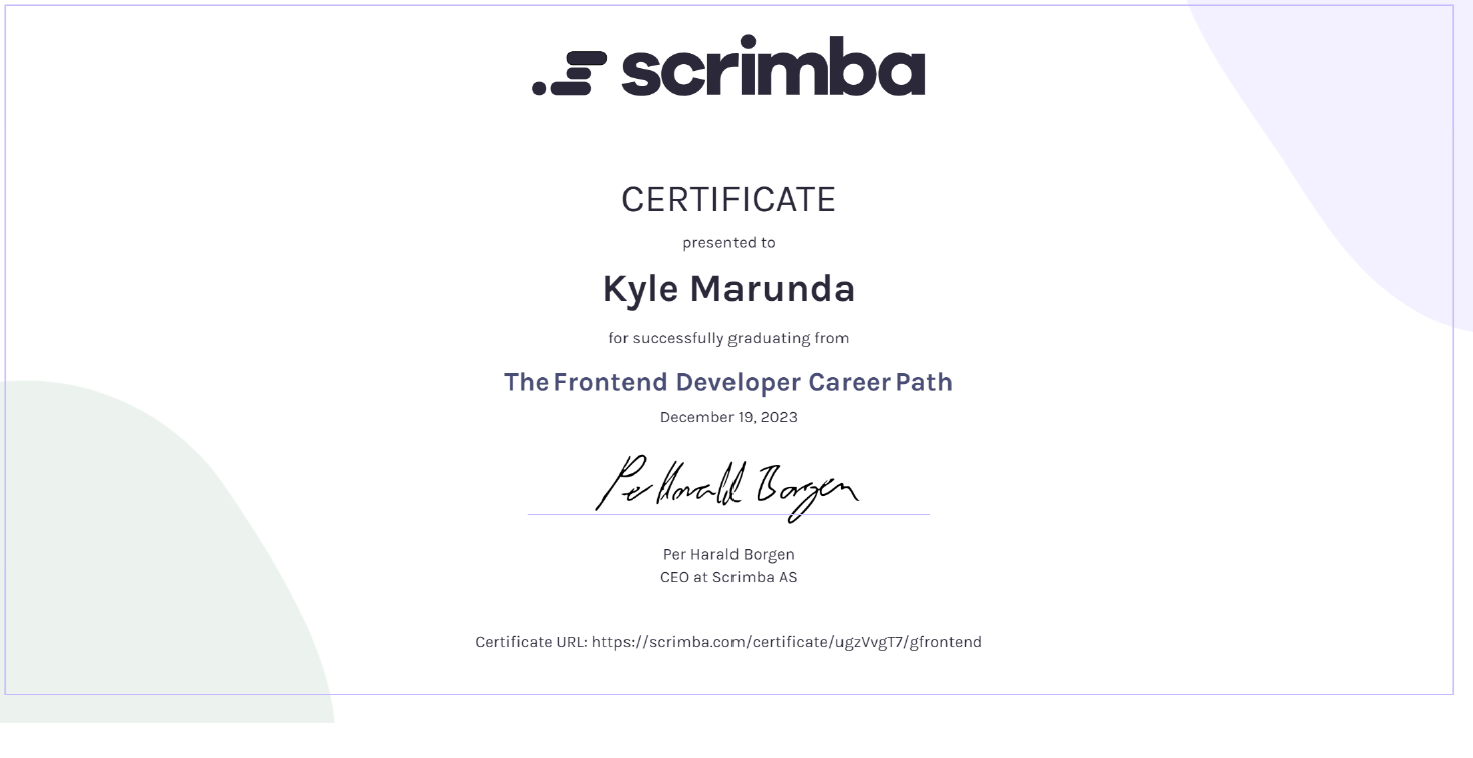 scrimba
CERTIFICATE
presented to
Kyle Marunda
for successfully graduating from
The Frontend Developer Career Path
December 19, 2023
Per Harald Borgen
Per Harald Borgen
CEO at Scrimba AS
Certificate URL: https://scrimba.com/certificate/ugzVvgT7/gfrontend